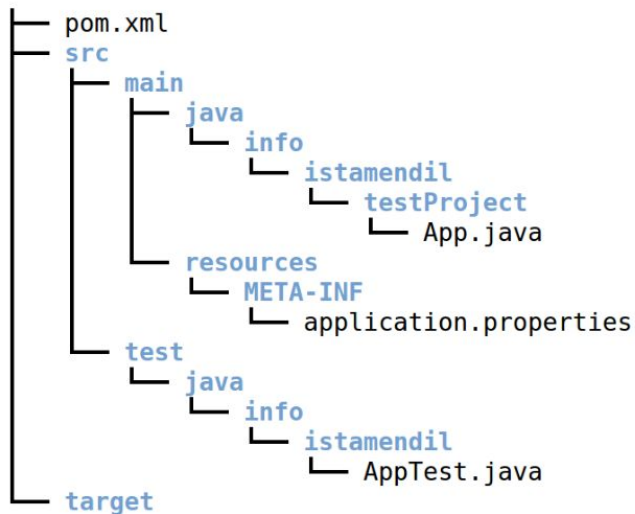 pom.xml
src
main
java
info
istamendil
testProject
App.java
resources
META-INF
application.properties
test
java
info
istamendil
AppTest.java
target